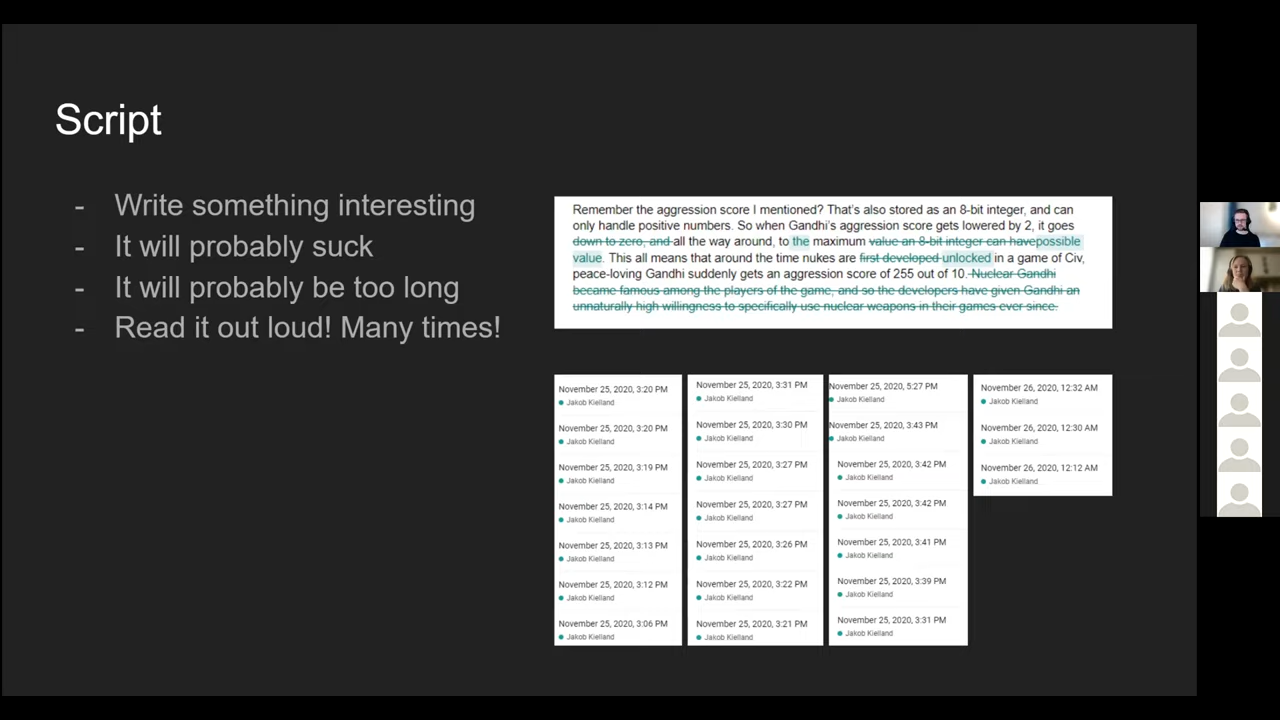 Script
- Write something interesting
- It will probably suck
- It will probably be too long
- Read it out loud! Many times!
Remember the aggression score I mentioned? That's also stored as an 8-bit integer, and can
only handle positive numbers. So when Gandhi's aggression score gets lowered by 2, it goes
down to zero, and all the way around, to the maximum value an 8-bit integer can havepossible
value. This all means that around the time nukes are first developed unlocked in a game of Civ,
peace-loving Gandhi suddenly gets an aggression score of 255 out of 10. Nuclear Gandhi
became famous among the players of the game, and so the developers have given Gandhi an
unnaturally high willingness to specifically use nuclear weapons in their games ever since.
November 25, 2020, 3:20 PM
Jakob Kielland
November 25, 2020, 3:20 PM
Jakob Kielland
November 25, 2020, 3:19 PM
Jakob Kielland
November 25, 2020, 3:14 PM
Jakob Kielland
November 25, 2020, 3:13 PM
Jakob Kielland
November 25, 2020, 3:12 PM
Jakob Kielland
November 25, 2020, 3:06 PM
Jakob Kielland
November 25, 2020, 3:31 PM
Jakob Kielland
November 25, 2020, 3:30 PM
Jakob Kielland
November 25, 2020, 3:27 PM
Jakob Kielland
November 25, 2020, 3:27 PM
Jakob Kielland
November 25, 2020, 3:26 PM
Jakob Kielland
November 25, 2020, 3:22 PM
Jakob Kielland
November 25, 2020, 3:21 PM
Jakob Kielland
November 25, 2020, 5:27 PM
Jakob Kielland
November 25, 2020, 3:43 PM
Jakob Kielland
November 25, 2020, 3:42 PM
Jakob Kielland
November 25, 2020, 3:42 PM
Jakob Kielland
November 25, 2020, 3:41 PM
Jakob Kielland
November 25, 2020, 3:39 PM
Jakob Kielland
November 25, 2020, 3:31 PM
Jakob Kielland
November 26, 2020, 12:32 AM
Jakob Kielland
November 26, 2020, 12:30 AM
Jakob Kielland
November 26, 2020, 12:12 AM
Jakob Kielland